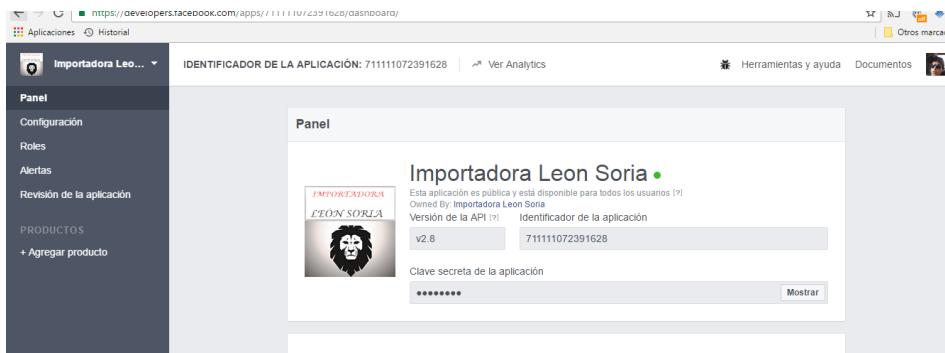 https://developers.facebook.com/apps/711111072391628/dashboard/
Aplicaciones Historial Otros marca
Importadora Leo... IDENTIFICADOR DE LA APLICACIÓN: 711111072391628 Ver Analytics Herramientas y ayuda Documentos
Panel
Configuración
Roles
Alertas
Revisión de la aplicación
PRODUCTOS
+ Agregar producto
Panel
IMPORTADORA
LEÓN SORIA
Importadora Leon Soria
Esta aplicación es pública y está disponible para todos los usuarios [?]
Owned By: Importadora Leon Soria
Versión de la API [?] Identificador de la aplicación
v2.8 711111072391628
Clave secreta de la aplicación
●●●●●●●● Mostrar